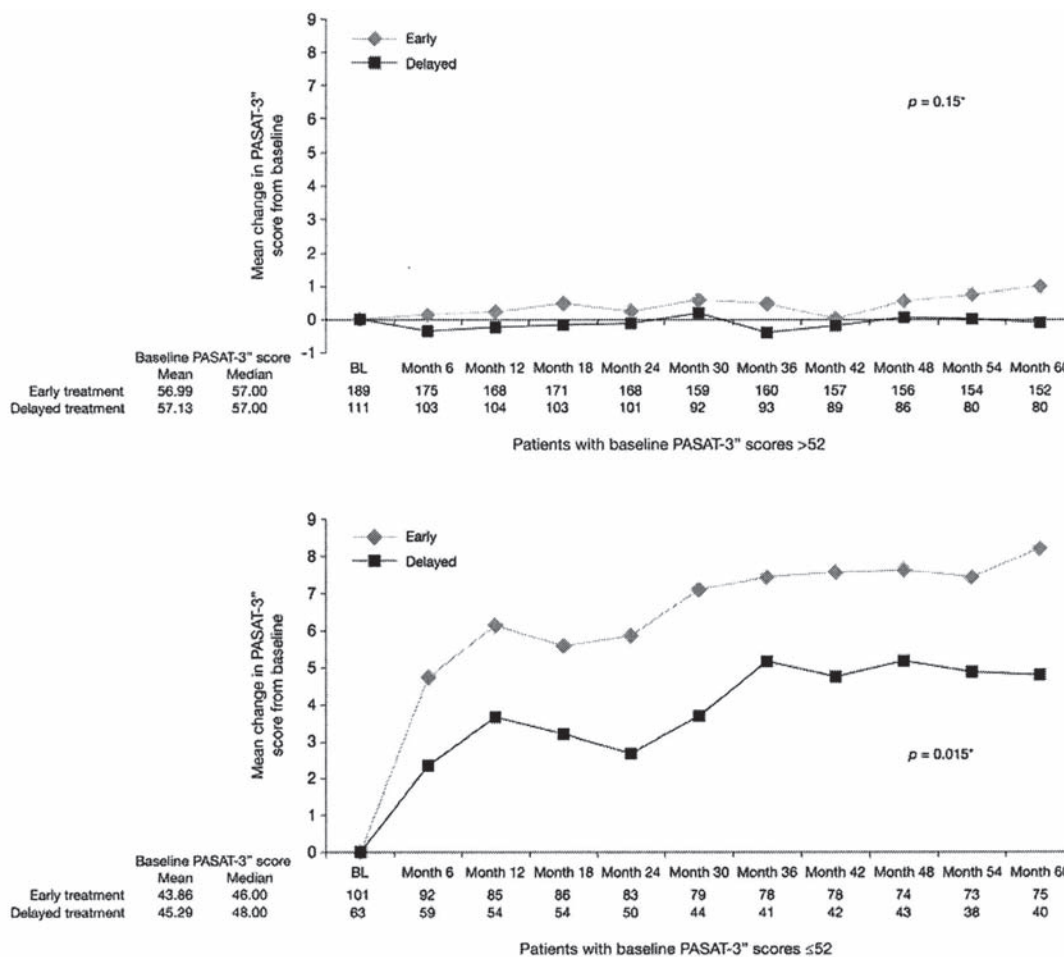 9
8
7
6
5
4
3
2
1
0
-1
Mean change in PASAT-3" score from baseline
Early
Delayed
p = 0.15*
Baseline PASAT-3" score
Mean Median
BL Month 6 Month 12 Month 18 Month 24 Month 30 Month 36 Month 42 Month 48 Month 54 Month 60
Early treatment 56.99 57.00 189 175 168 171 168 159 160 157 156 154 152
Delayed treatment 57.13 57.00 111 103 104 103 101 92 93 89 86 80 80
Patients with baseline PASAT-3" scores >52
9
8
7
6
5
4
3
2
1
0
Mean change in PASAT-3" score from baseline
Early
Delayed
p = 0.015*
Baseline PASAT-3" score
Mean Median
BL Month 6 Month 12 Month 18 Month 24 Month 30 Month 36 Month 42 Month 48 Month 54 Month 60
Early treatment 43.86 46.00 101 92 85 86 83 79 78 78 74 73 75
Delayed treatment 45.29 48.00 63 59 54 54 50 44 41 42 43 38 40
Patients with baseline PASAT-3" scores ≤52